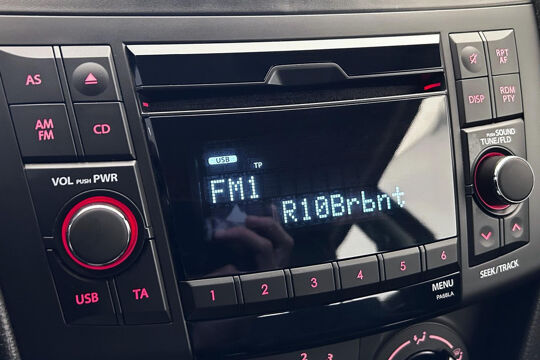 AS
AM
FM
CD
VOL PUSH PWR
USB
TA
USB
TP
FM1
R10Brbnt
1 2 3 4 5 6
MENU
PA68LA
RPT
AF
DISP
RDM
PTY
PUSH SOUND
TUNE/FLD
SEEK/TRACK